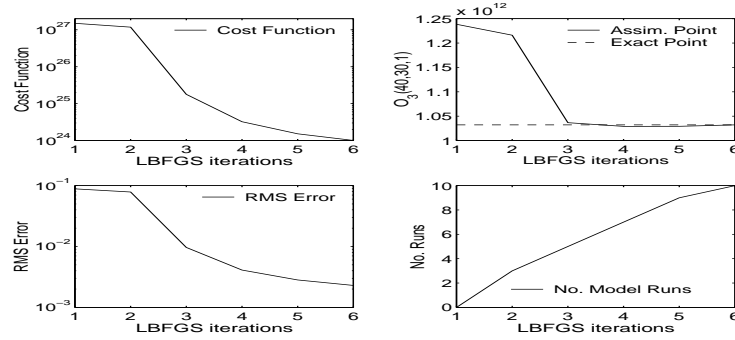 Cost Function
10^27
10^26
10^25
10^24
Cost Function
1 2 3 4 5 6
LBFGS iterations
x 10^12
O_3(40,30,1)
1.25
1.2
1.15
1.1
1.05
1
Assim. Point
Exact Point
1 2 3 4 5 6
LBFGS iterations
RMS Error
10^-1
10^-2
10^-3
RMS Error
1 2 3 4 5 6
LBFGS iterations
No. Runs
10
8
6
4
2
0
No. Model Runs
1 2 3 4 5 6
LBFGS iterations